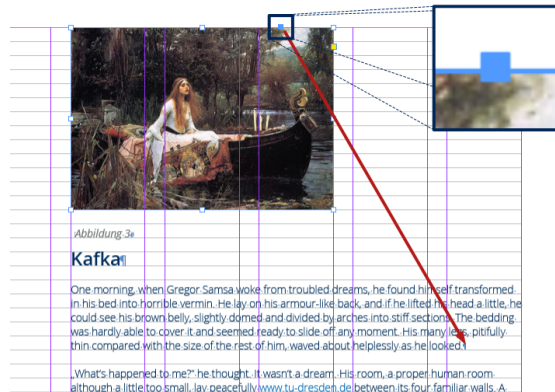 Abbildung 3
Kafka¶
One morning, when Gregor Samsa woke from troubled dreams, he found himself transformed
in his bed into horrible vermin. He lay on his armour-like back, and if he lifted his head a little, he
could see his brown belly, slightly domed and divided by arches into stiff sections. The bedding
was hardly able to cover it and seemed ready to slide off any moment. His many legs, pitifully
thin compared with the size of the rest of him, waved about helplessly as he looked.¶
„What's happened to me?" he thought. It wasn't a dream. His room, a proper human room
although a little too small, lay peacefully www.tu-dresden.de between its four familiar walls. A